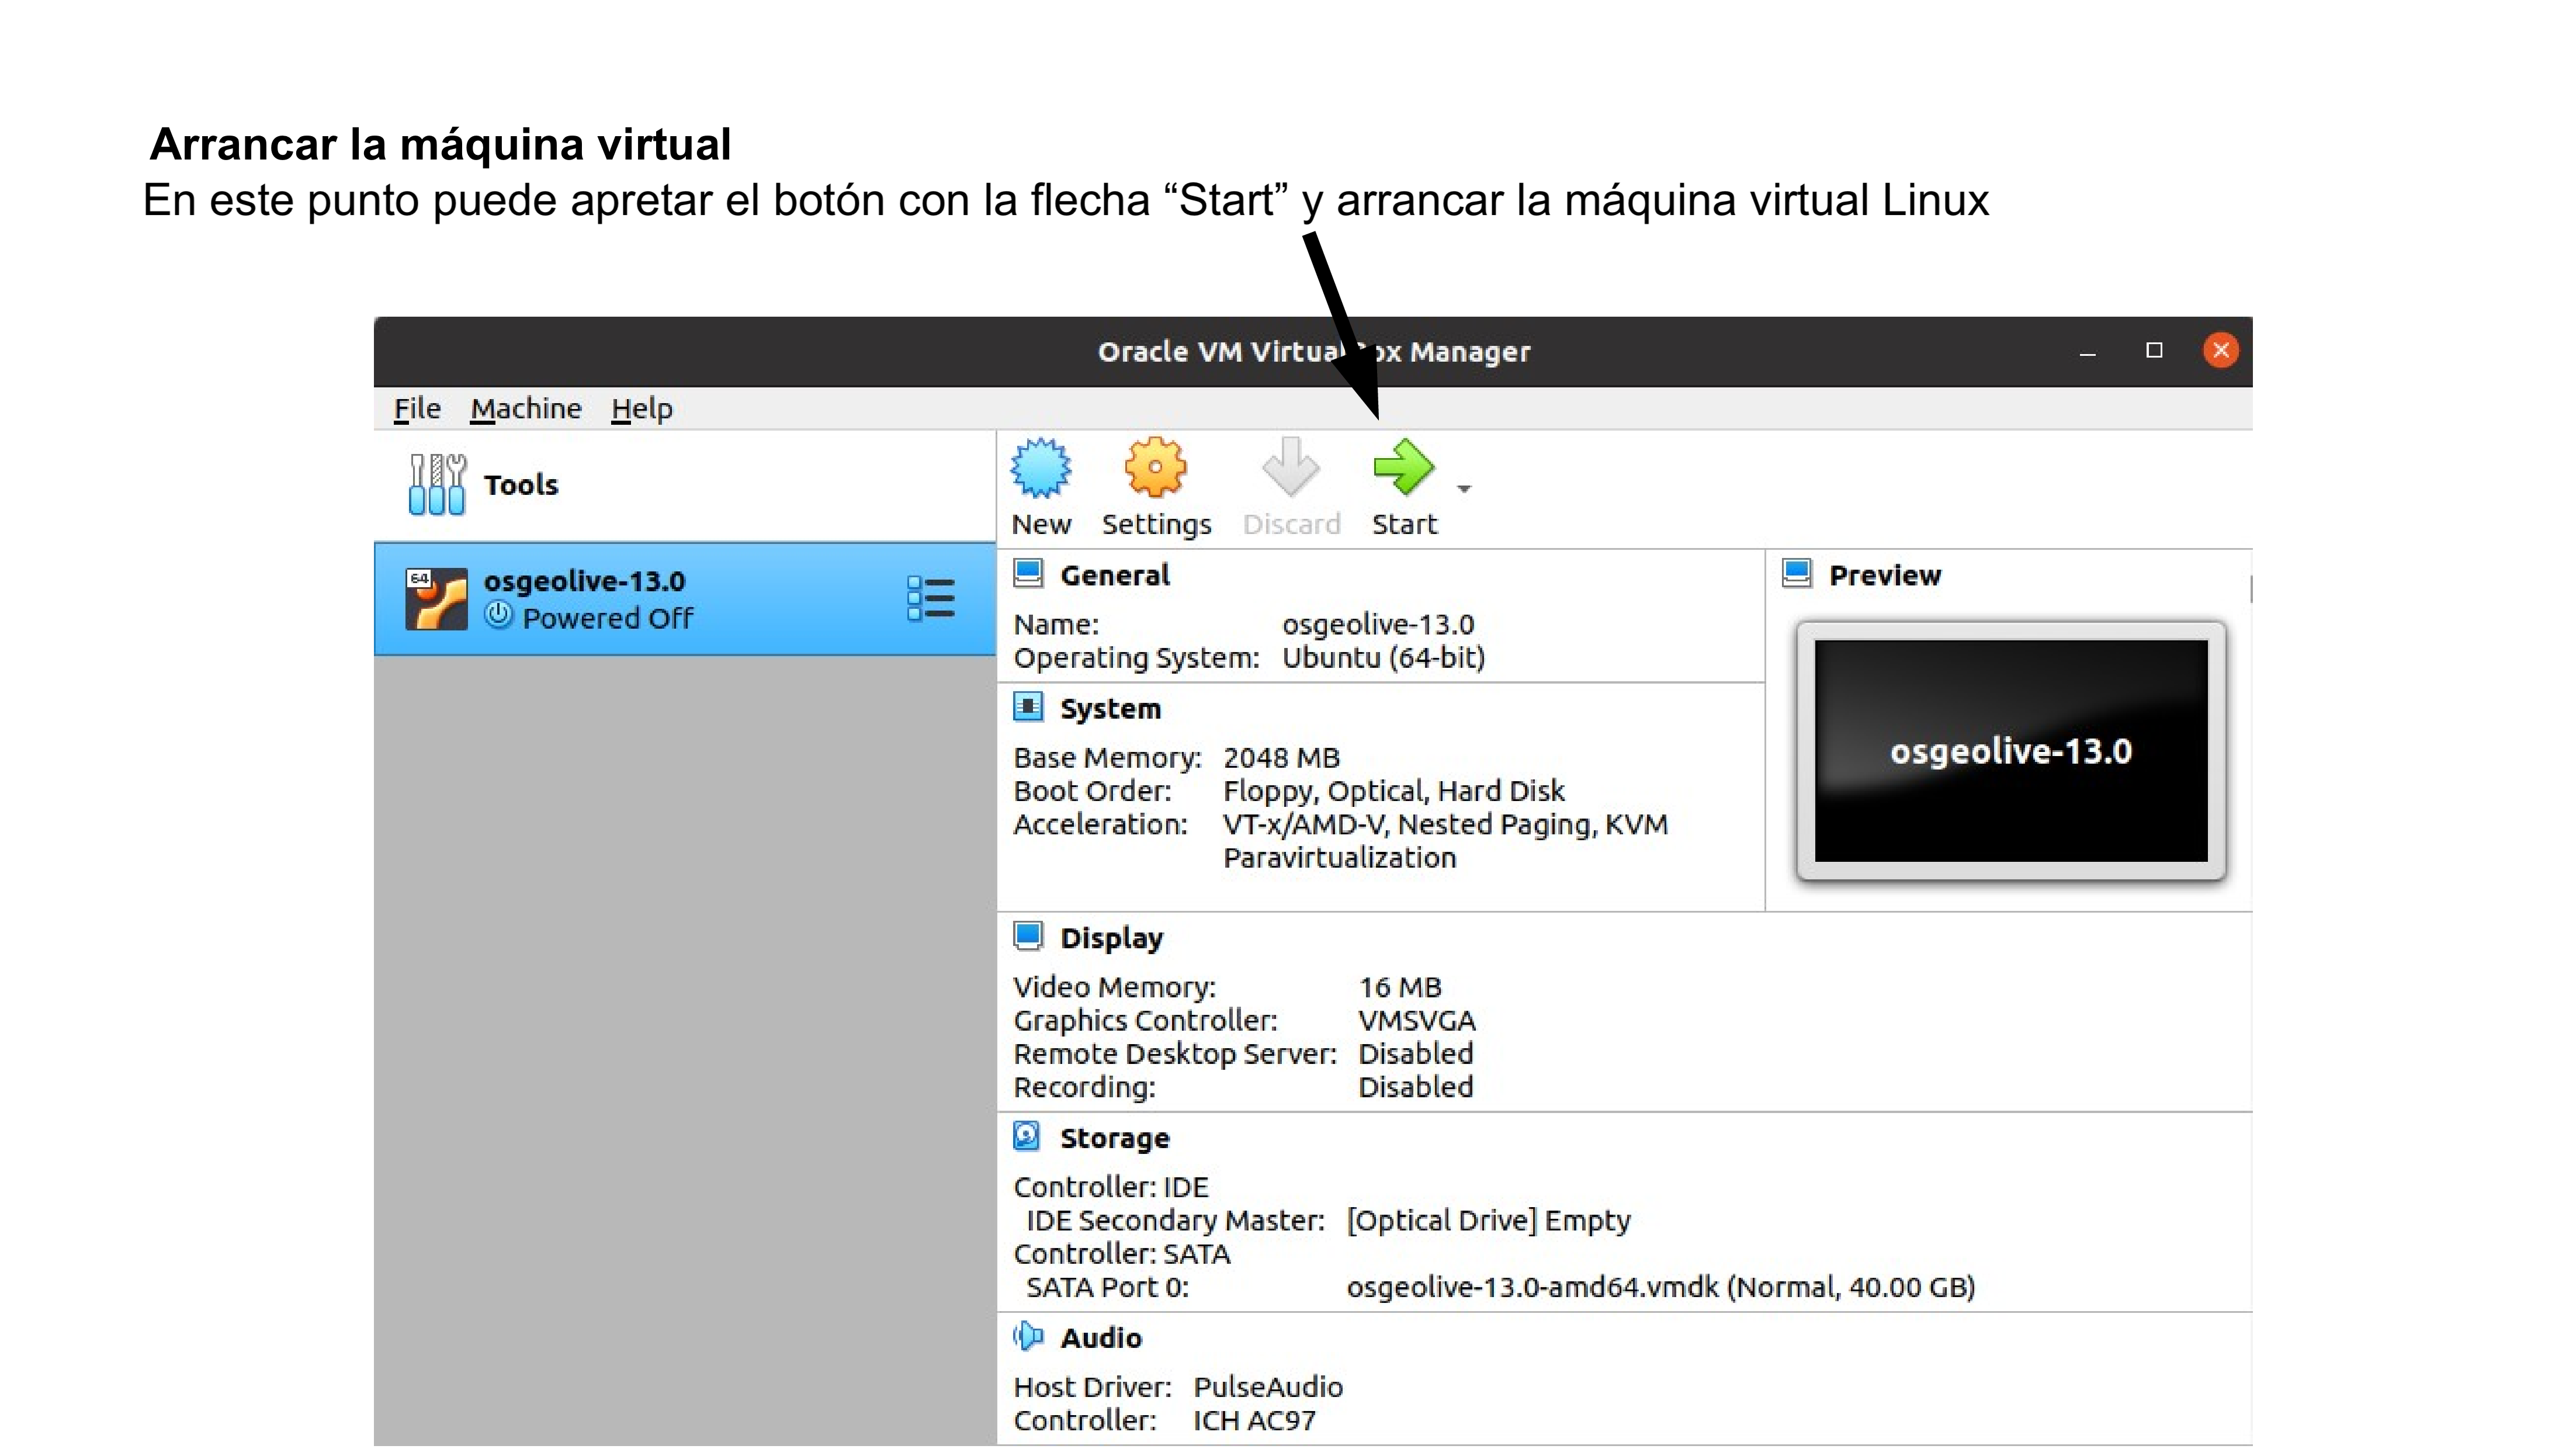 Arrancar la máquina virtual
En este punto puede apretar el botón con la flecha “Start” y arrancar la máquina virtual Linux
Oracle VM Virtual ox Manager
File Machine Help
Tools
New Settings Discard Start
64
osgeolive-13.0
Powered Off
General
Name: osgeolive-13.0
Operating System: Ubuntu (64-bit)
Preview
osgeolive-13.0
System
Base Memory: 2048 MB
Boot Order: Floppy, Optical, Hard Disk
Acceleration: VT-x/AMD-V, Nested Paging, KVM
Paravirtualization
Display
Video Memory: 16 MB
Graphics Controller: VMSVGA
Remote Desktop Server: Disabled
Recording: Disabled
Storage
Controller: IDE
IDE Secondary Master: [Optical Drive] Empty
Controller: SATA
SATA Port 0: osgeolive-13.0-amd64.vmdk (Normal, 40.00 GB)
Audio
Host Driver: PulseAudio
Controller: ICH AC97